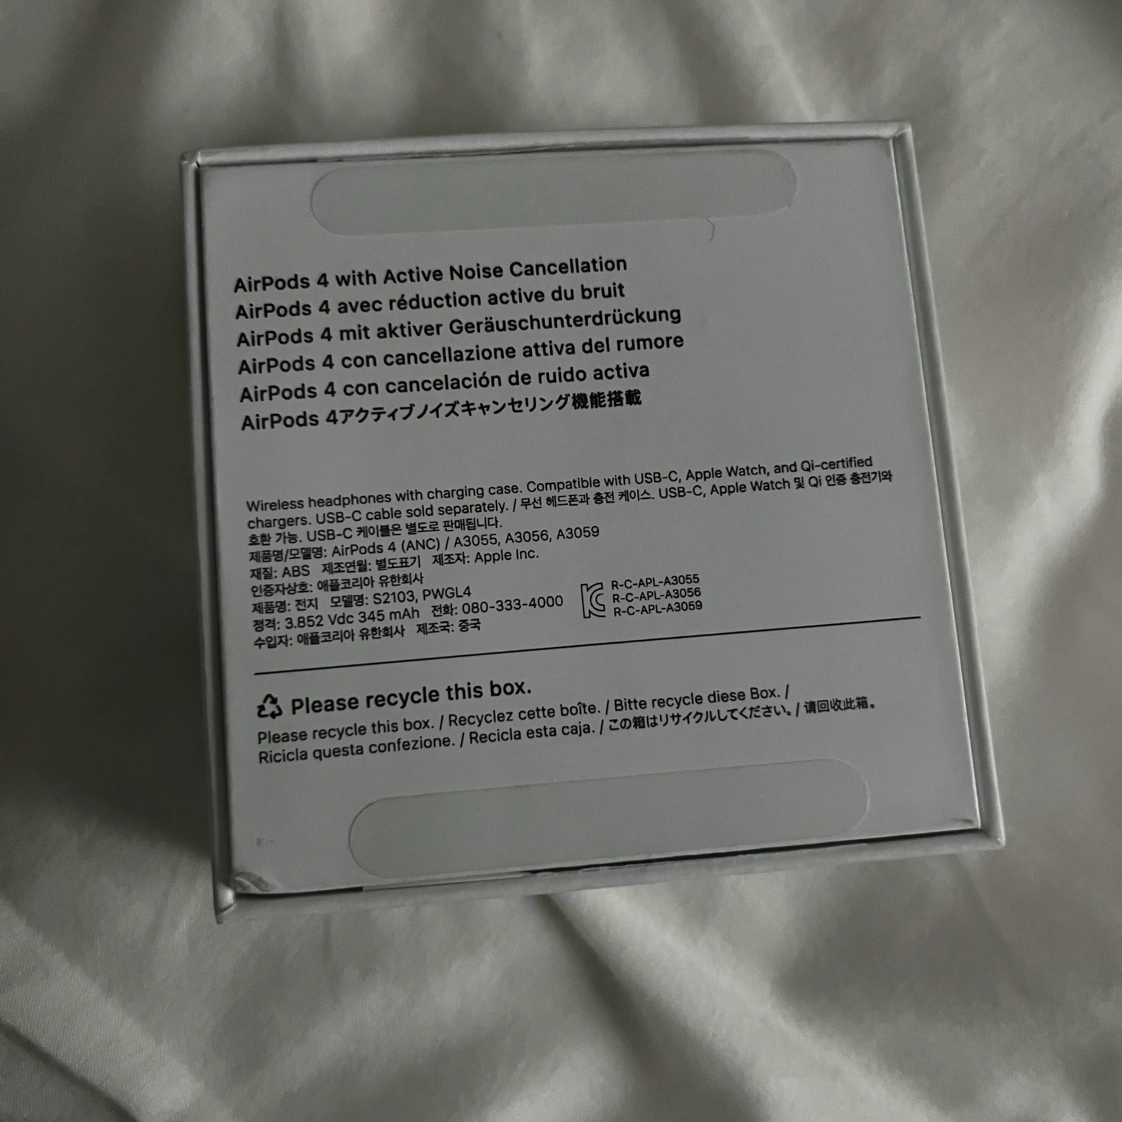 AirPods 4 with Active Noise Cancellation
AirPods 4 avec réduction active du bruit
AirPods 4 mit aktiver Geräuschunterdrückung
AirPods 4 con cancellazione attiva del rumore
AirPods 4 con cancelación de ruido activa
AirPods 4アクティブノイズキャンセリング機能搭載
Wireless headphones with charging case. Compatible with USB-C, Apple Watch, and Qi-certified
chargers. USB-C cable sold separately. / 무선 헤드폰과 충전 케이스. USB-C, Apple Watch 및 Qi 인증 충전기와
호환 가능. USB-C 케이블은 별도로 판매됩니다.
제품명/모델명: AirPods 4 (ANC) / A3055, A3056, A3059
재질: ABS 제조연월: 별도표기 제조자: Apple Inc.
인증자상호: 애플코리아 유한회사
제품명: 전지 모델명: S2103, PWGL4
정격: 3.852 Vdc 345 mAh 전화: 080-333-4000
수입자: 애플코리아 유한회사 제조국: 중국
R-C-APL-A3055
R-C-APL-A3056
R-C-APL-A3059
Please recycle this box.
Please recycle this box. / Recyclez cette boîte. / Bitte recycle diese Box. /
Ricicla questa confezione. / Recicla esta caja. / この箱はリサイクルしてください。/ 请回收此箱。